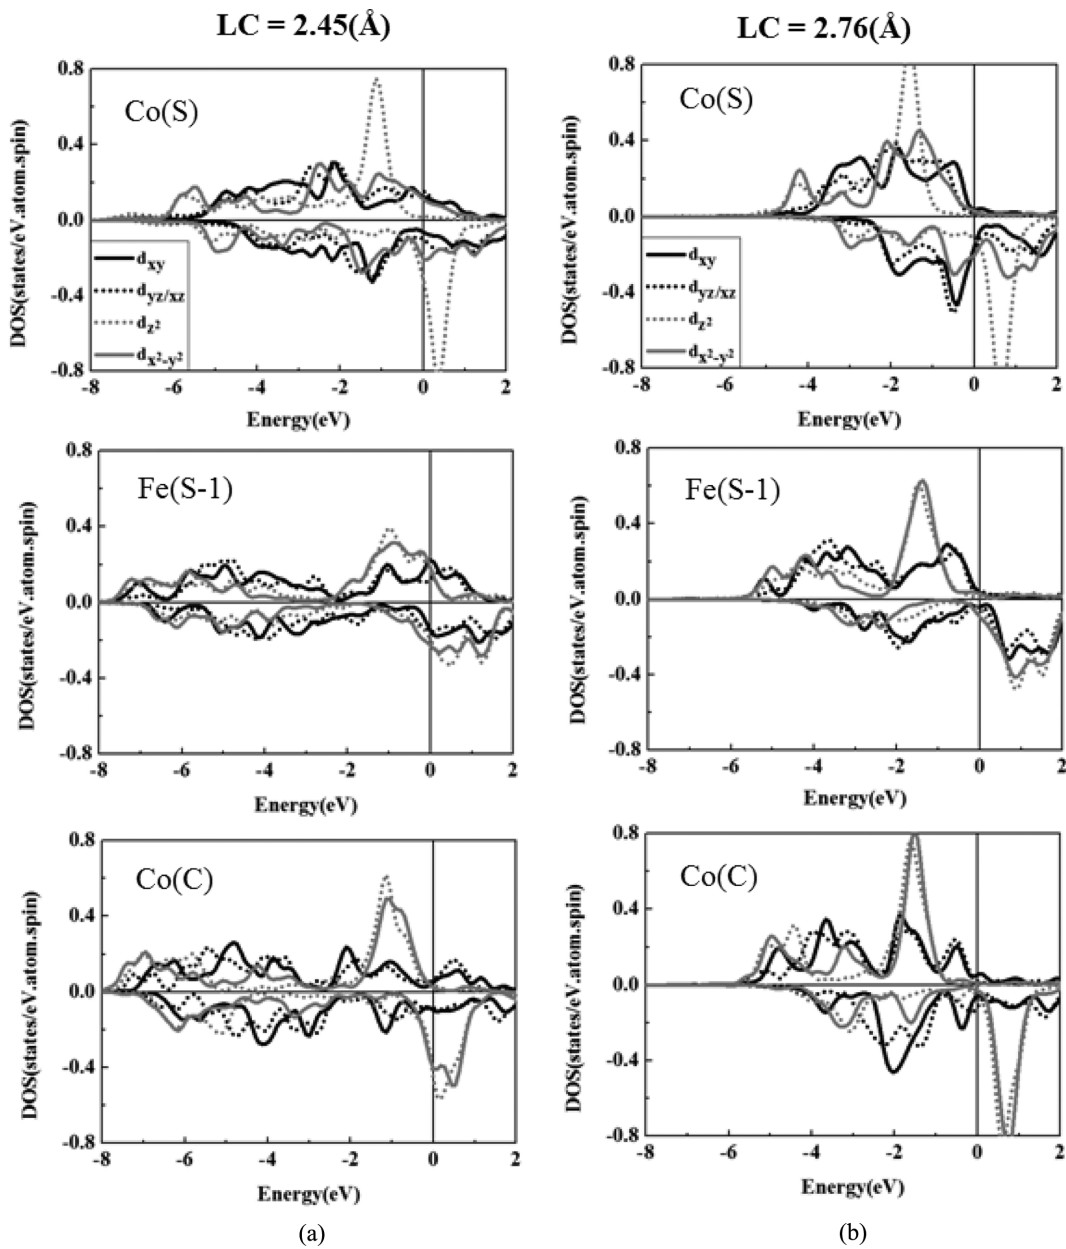 LC = 2.45(Å)
LC = 2.76(Å)
0.8
0.4
0.0
-0.4
-0.8
DOS(states/eV.atom.spin)
Co(S)
dxy
dyz/xz
dz²
dx²-y²
-8 -6 -4 -2 0 2
Energy(eV)
0.8
0.4
0.0
-0.4
-0.8
DOS(states/eV.atom.spin)
Co(S)
dxy
dyz/xz
dz²
dx²-y²
-8 -6 -4 -2 0 2
Energy(eV)
0.8
0.4
0.0
-0.4
-0.8
DOS(states/eV.atom.spin)
Fe(S-1)
-8 -6 -4 -2 0 2
Energy(eV)
0.8
0.4
0.0
-0.4
-0.8
DOS(states/eV.atom.spin)
Fe(S-1)
-8 -6 -4 -2 0 2
Energy(eV)
0.8
0.4
0.0
-0.4
-0.8
DOS(states/eV.atom.spin)
Co(C)
-8 -6 -4 -2 0 2
Energy(eV)
0.8
0.4
0.0
-0.4
-0.8
DOS(states/eV.atom.spin)
Co(C)
-8 -6 -4 -2 0 2
Energy(eV)
(a)
(b)